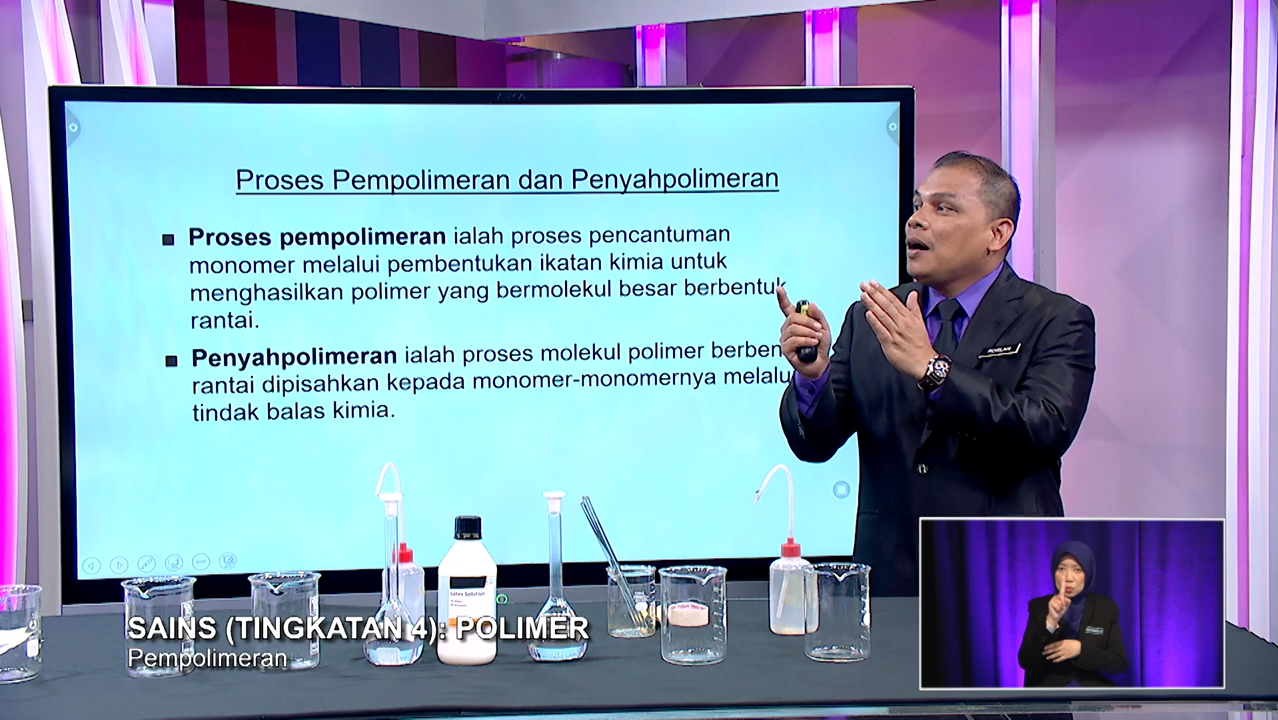 Proses Pempolimeran dan Penyahpolimeran
Proses pempolimeran ialah proses pencantuman
monomer melalui pembentukan ikatan kimia untuk
menghasilkan polimer yang bermolekul besar berbentuk
rantai.
Penyahpolimeran ialah proses molekul polimer
rantai dipisahkan kepada monomer-monomernya
tindak balas kimia.
Latex Solution
SAINS (TINGKATAN 4): POLIMER
Pempolimeran